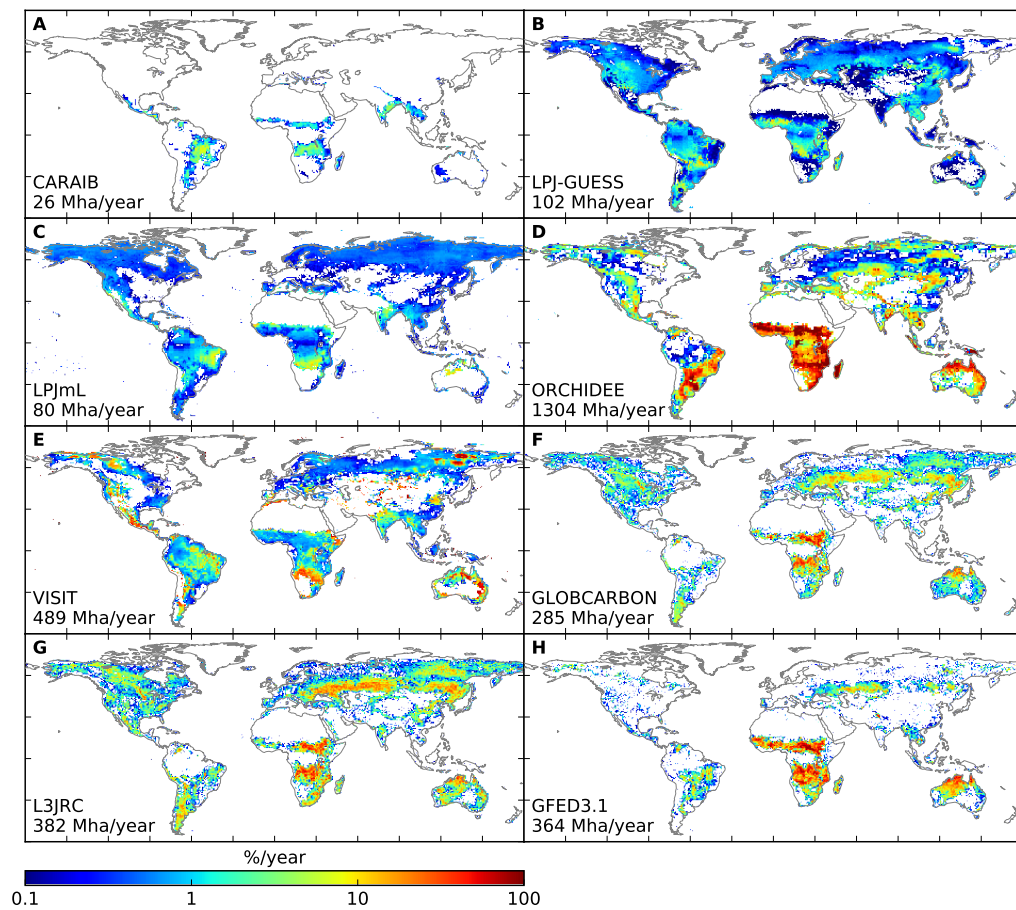 A
CARAIB
26 Mha/year
B
LPJ-GUESS
102 Mha/year
C
LPJmL
80 Mha/year
D
ORCHIDEE
1304 Mha/year
E
VISIT
489 Mha/year
F
GLOBCARBON
285 Mha/year
G
L3JRC
382 Mha/year
H
GFED3.1
364 Mha/year
%/year
0.1 1 10 100